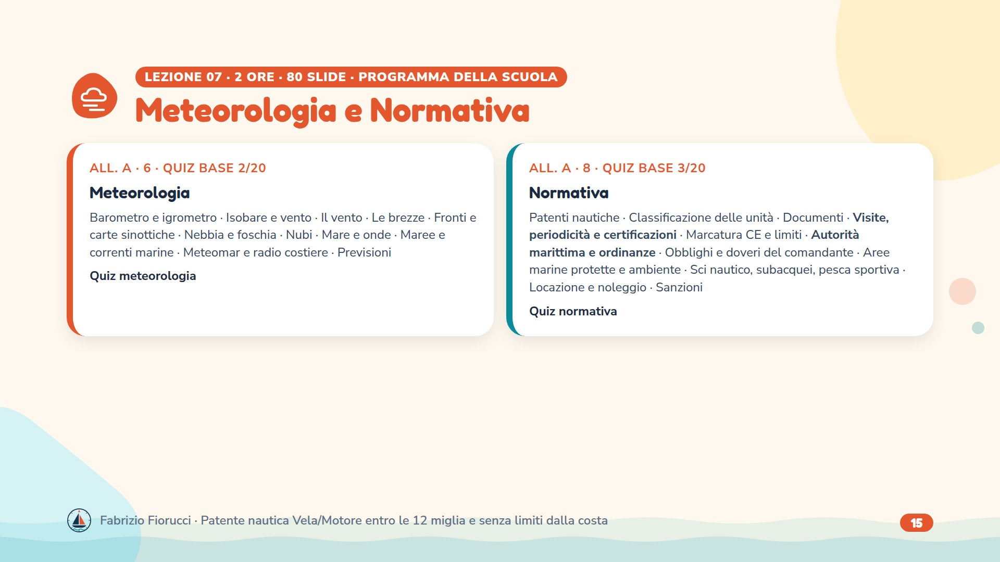 LEZIONE 07 · 2 ORE · 80 SLIDE · PROGRAMMA DELLA SCUOLA
Meteorologia e Normativa
ALL. A · 6 · QUIZ BASE 2/20
Meteorologia
Barometro e igrometro · Isobare e vento · Il vento · Le brezze · Fronti e
carte sinottiche · Nebbia e foschia · Nubi · Mare e onde · Maree e
correnti marine · Meteomar e radio costiere · Previsioni
Quiz meteorologia
ALL. A · 8 · QUIZ BASE 3/20
Normativa
Patenti nautiche · Classificazione delle unità · Documenti · Visite,
periodicità e certificazioni · Marcatura CE e limiti · Autorità
marittima e ordinanze · Obblighi e doveri del comandante · Aree
marine protette e ambiente · Sci nautico, subacquei, pesca sportiva ·
Locazione e noleggio · Sanzioni
Quiz normativa
Fabrizio Fiorucci · Patente nautica Vela/Motore entro le 12 miglia e senza limiti dalla costa
15